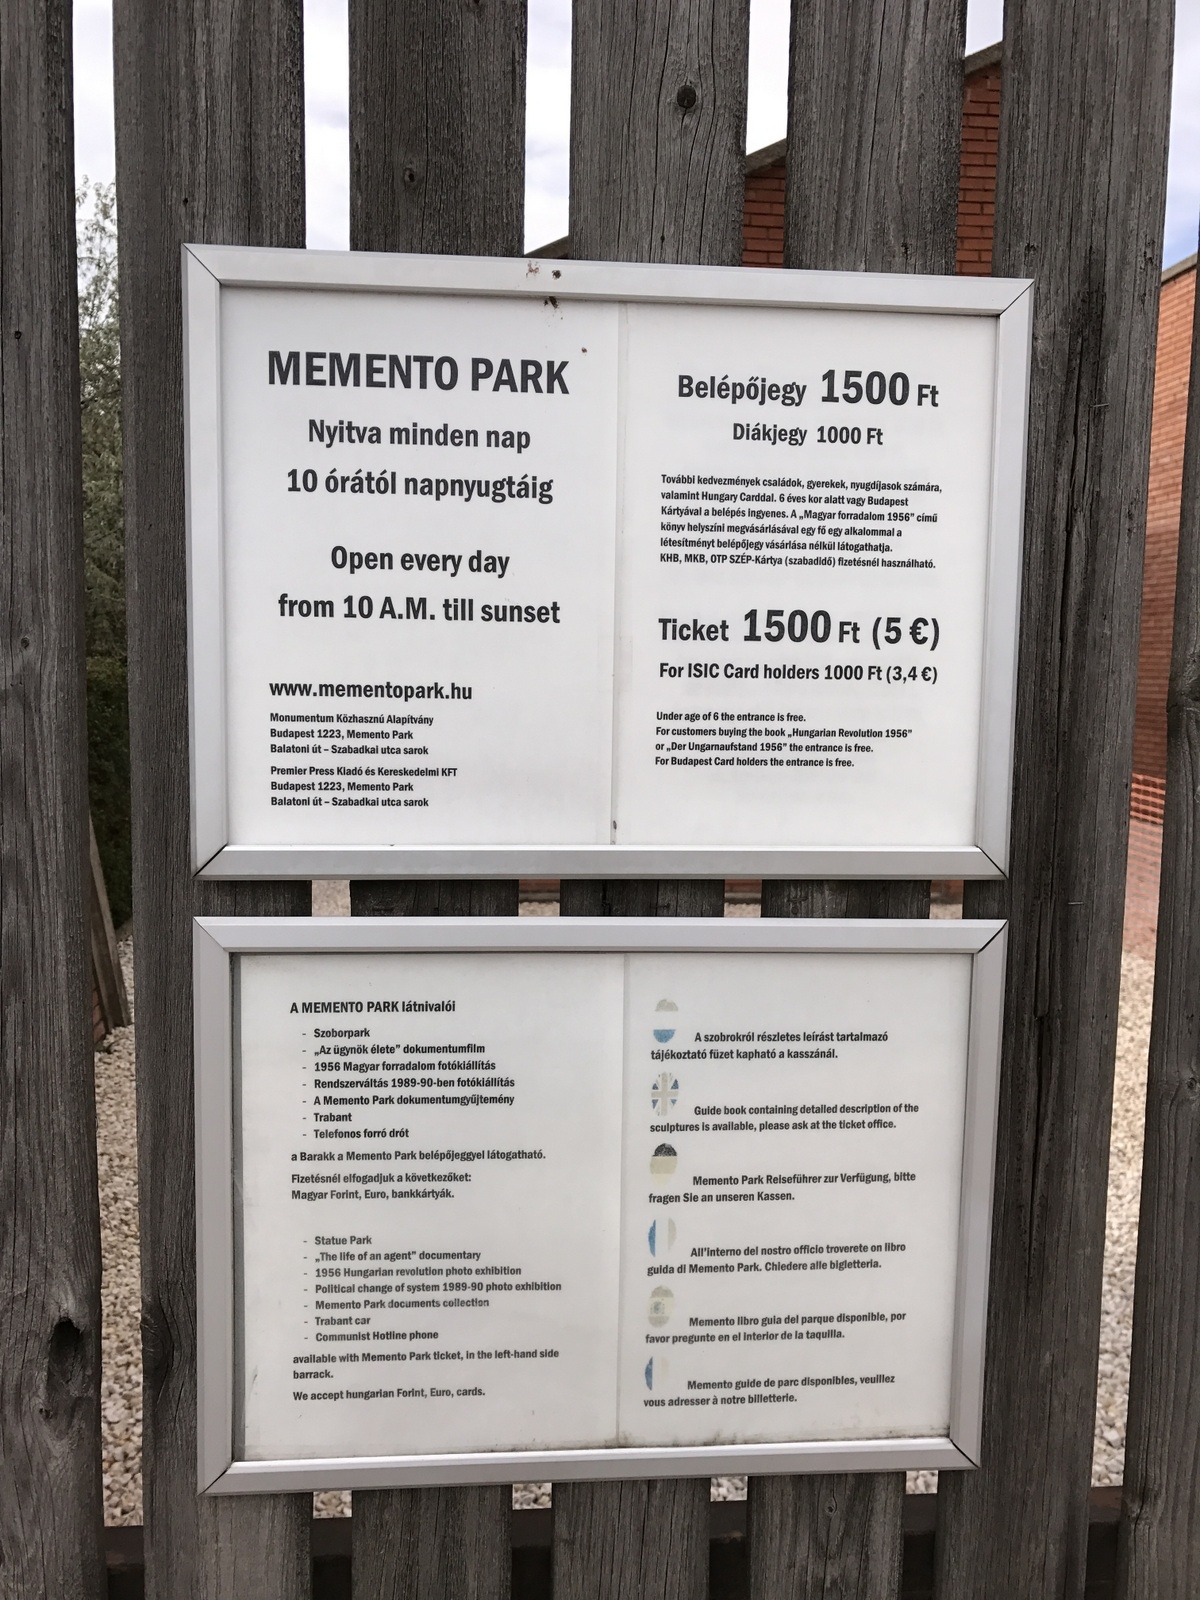 MEMENTO PARK
Nyitva minden nap
10 órától napnyugtáig
Open every day
from 10 A.M. till sunset
www.mementopark.hu
Monumentum Közhasznú Alapítvány
Budapest 1223, Memento Park
Balatoni út – Szabadkai utca sarok
Premier Press Kiadó és Kereskedelmi KFT
Budapest 1223, Memento Park
Balatoni út – Szabadkai utca sarok
Belépőjegy 1500 Ft
Diákjegy 1000 Ft
További kedvezmények családok, gyerekek, nyugdíjasok számára,
valamint Hungary Carddal. 6 éves kor alatt vagy Budapest
Kártyával a belépés ingyenes. A „Magyar forradalom 1956” című
könyv helyszíni megvásárlásával egy fő egy alkalommal a
létesítményt belépőjegy vásárlása nélkül látogathatja.
KHB, MKB, OTP SZÉP-Kártya (szabadidő) fizetésnél használható.
Ticket 1500 Ft (5 €)
For ISIC Card holders 1000 Ft (3,4 €)
Under age of 6 the entrance is free.
For customers buying the book „Hungarian Revolution 1956”
or „Der Ungarnaufstand 1956” the entrance is free.
For Budapest Card holders the entrance is free.
A MEMENTO PARK látnivalói
- Szoborpark
- „Az ügynök élete” dokumentumfilm
- 1956 Magyar forradalom fotókiállítás
- Rendszerváltás 1989-90-ben fotókiállítás
- A Memento Park dokumentumgyűjtemény
- Trabant
- Telefonos forró drót
a Barakk a Memento Park belépőjeggyel látogatható.
Fizetésnél elfogadjuk a következőket:
Magyar Forint, Euro, bankkártyák.
- Statue Park
- „The life of an agent” documentary
- 1956 Hungarian revolution photo exhibition
- Political change of system 1989-90 photo exhibition
- Memento Park documents collection
- Trabant car
- Communist Hotline phone
available with Memento Park ticket, in the left-hand side
barrack.
We accept hungarian Forint, Euro, cards.
A szobrokról részletes leírást tartalmazó
tájékoztató füzet kapható a kasszánál.
Guide book containing detailed description of the
sculptures is available, please ask at the ticket office.
Memento Park Reiseführer zur Verfügung, bitte
fragen Sie an unseren Kassen.
All'interno del nostro officio troverete on libro
guida di Memento Park. Chiedere alle biglietteria.
Memento libro guia del parque disponible, por
favor pregunte en el interior de la taquilla.
Memento guide de parc disponibles, veuillez
vous adresser à notre billetterie.